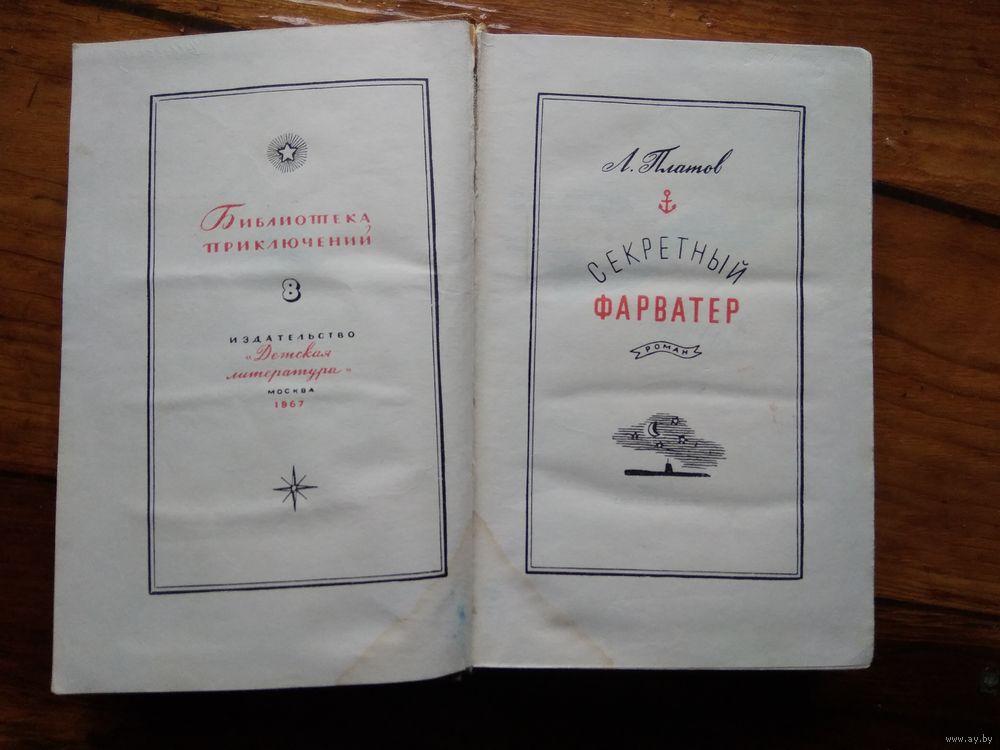 Библиотека
приключений
8
ИЗДАТЕЛЬСТВО
«Детская
литература»
МОСКВА
1967
Л. Платов
СЕКРЕТНЫЙ
ФАРВАТЕР
РОМАН
www.ay.by